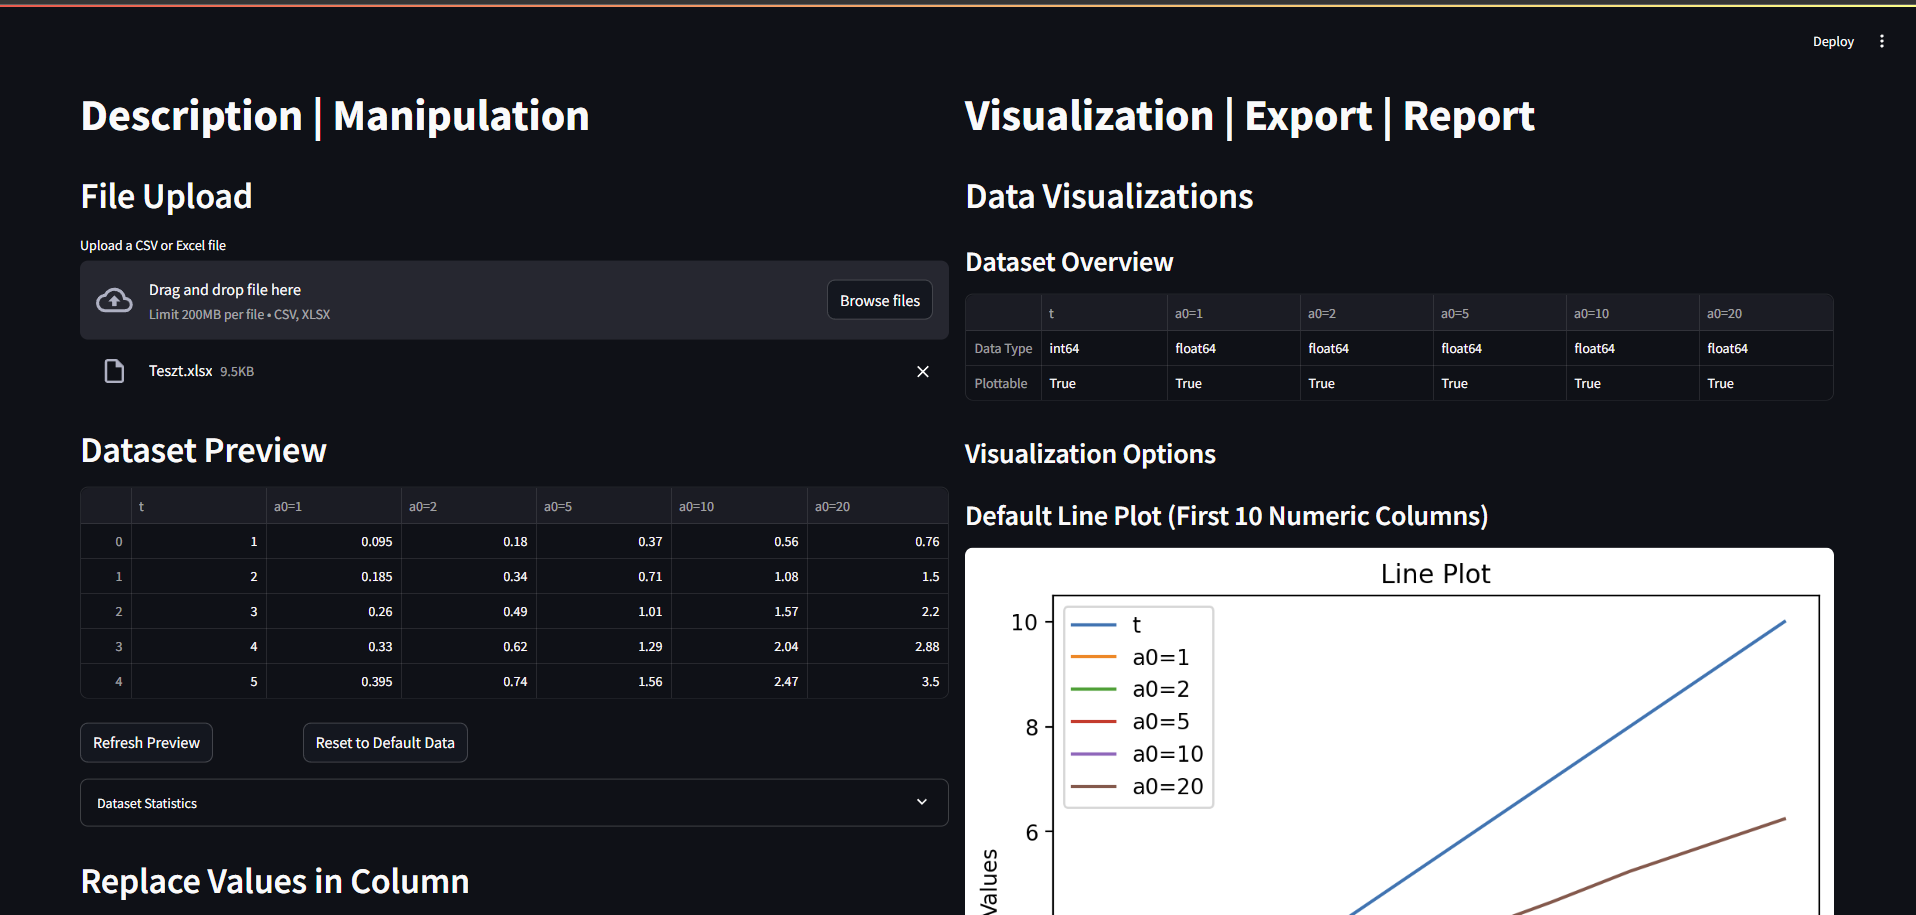 Deploy
Description | Manipulation
File Upload
Upload a CSV or Excel file
Drag and drop file here
Limit 200MB per file • CSV, XLSX
Browse files
Teszt.xlsx 9.5KB
Dataset Preview
t a0=1 a0=2 a0=5 a0=10 a0=20
0 1 0.095 0.18 0.37 0.56 0.76
1 2 0.185 0.34 0.71 1.08 1.5
2 3 0.26 0.49 1.01 1.57 2.2
3 4 0.33 0.62 1.29 2.04 2.88
4 5 0.395 0.74 1.56 2.47 3.5
Refresh Preview
Reset to Default Data
Dataset Statistics
Replace Values in Column
Visualization | Export | Report
Data Visualizations
Dataset Overview
t a0=1 a0=2 a0=5 a0=10 a0=20
Data Type int64 float64 float64 float64 float64 float64
Plottable True True True True True True
Visualization Options
Default Line Plot (First 10 Numeric Columns)
Line Plot
10
8
6
Values
t
a0=1
a0=2
a0=5
a0=10
a0=20